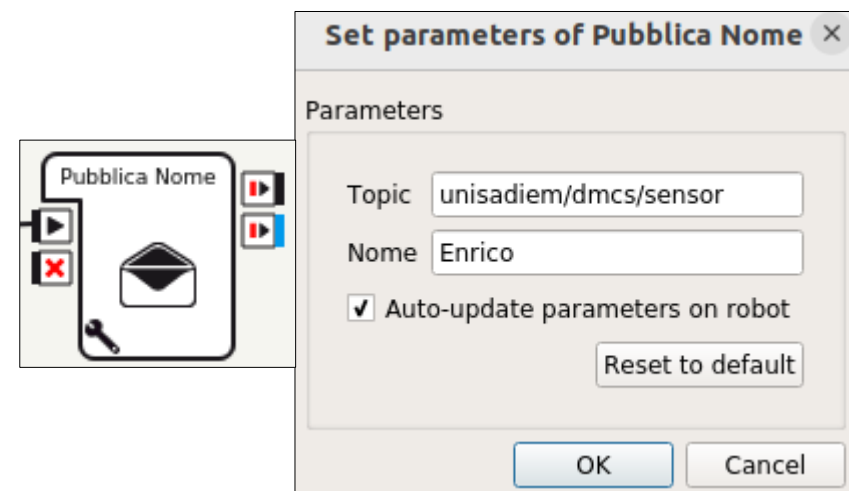 Pubblica Nome
Set parameters of Pubblica Nome
Parameters
Topic unisadiem/dmcs/sensor
Nome Enrico
Auto-update parameters on robot
Reset to default
OK Cancel